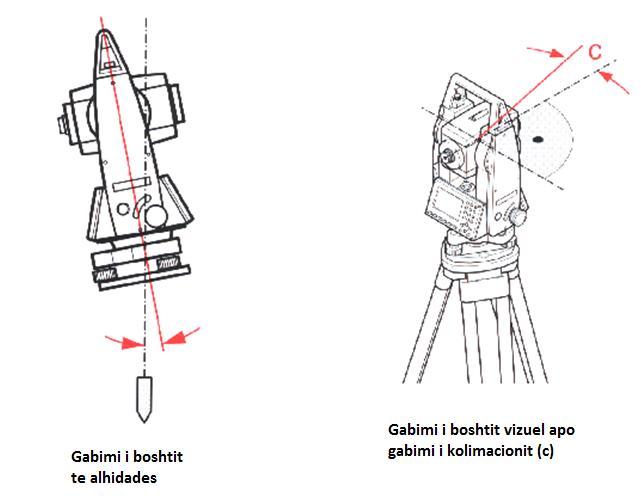 C
Gabimi i boshtit
te alhidades
Gabimi i boshtit vizuel apo
gabimi i kolimacionit (c)